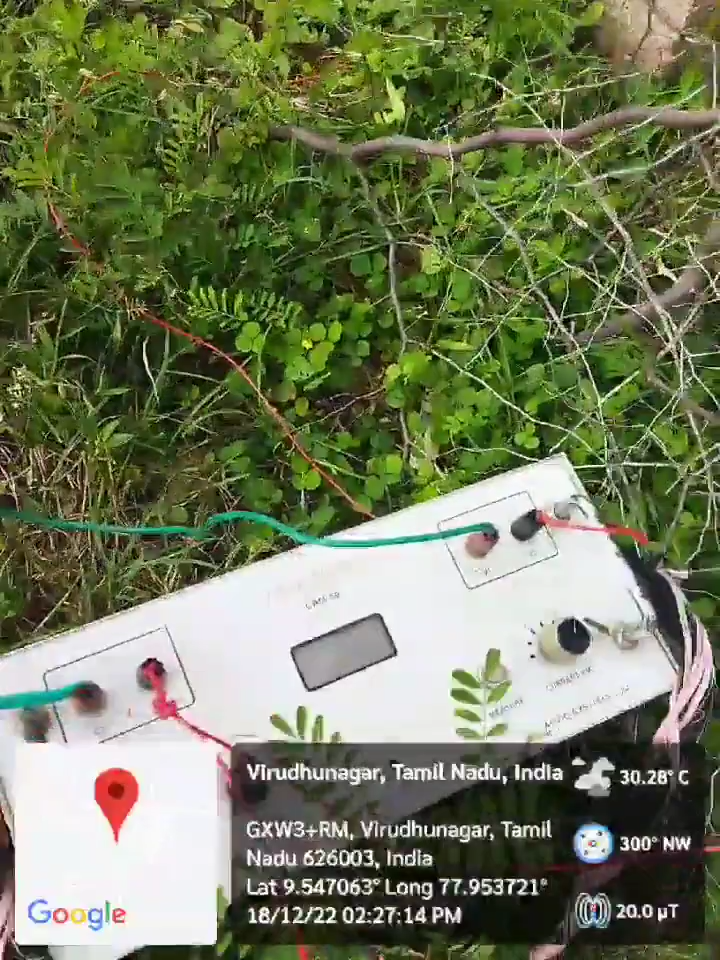 Virudhunagar, Tamil Nadu, India
30.28° C
GXW3+RM, Virudhunagar, Tamil
Nadu 626003, India
Lat 9.547063° Long 77.953721°
18/12/22 02:27:14 PM
300° NW
20.0 µT
Google